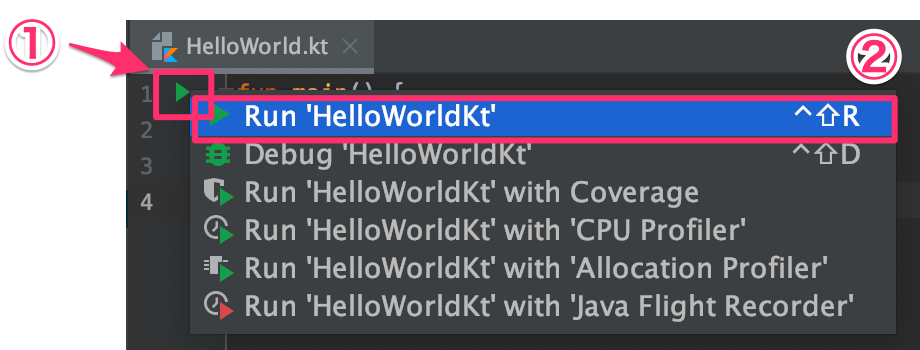 ①
②
HelloWorld.kt
1 fun main() {
Run 'HelloWorldKt' ^⇧R
2
Debug 'HelloWorldKt' ^⇧D
3
Run 'HelloWorldKt' with Coverage
4
Run 'HelloWorldKt' with 'CPU Profiler'
Run 'HelloWorldKt' with 'Allocation Profiler'
Run 'HelloWorldKt' with 'Java Flight Recorder'